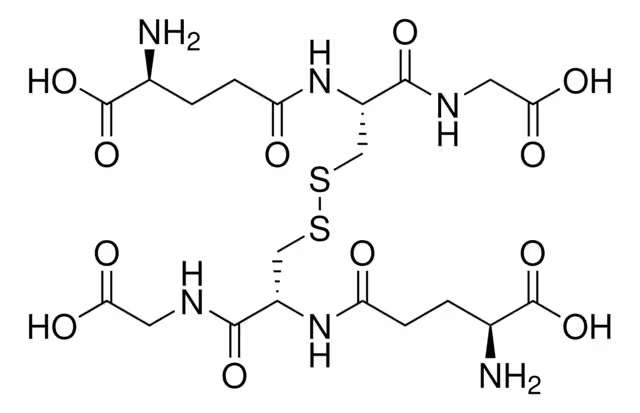 NH₂
H O
HO N OH
N
H
O O O
S
S
O H O O
N
HO N OH
H
O NH₂